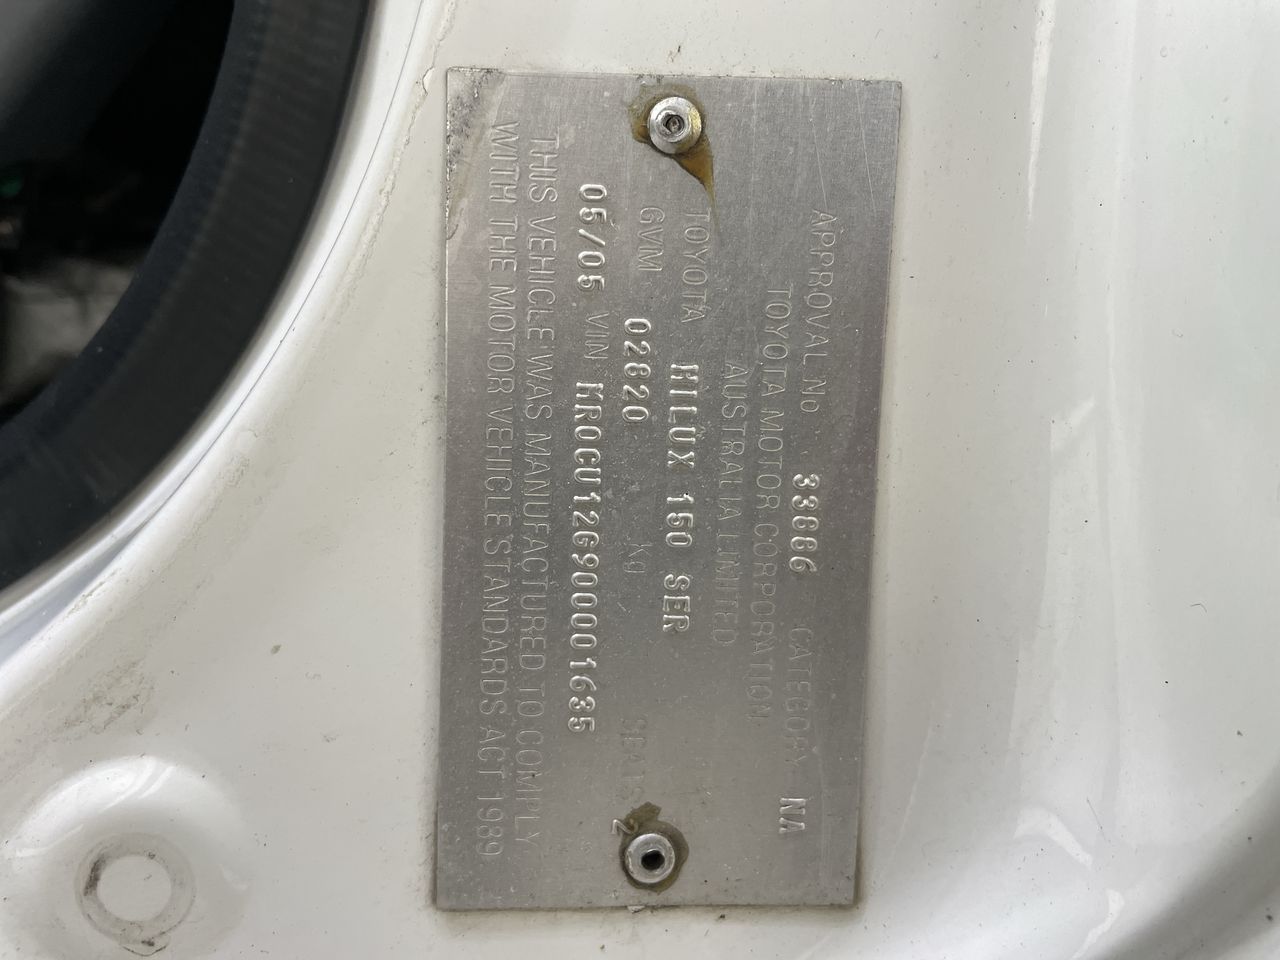 APPROVAL No 33886 CATEGORY NA
TOYOTA MOTOR CORPORATION
AUSTRALIA LIMITED
TOYOTA HILUX 150 SER
GVM 02820 kg SEATS 2
05/05 VIN MR0CU12G900001635
THIS VEHICLE WAS MANUFACTURED TO COMPLY
WITH THE MOTOR VEHICLE STANDARDS ACT 1989